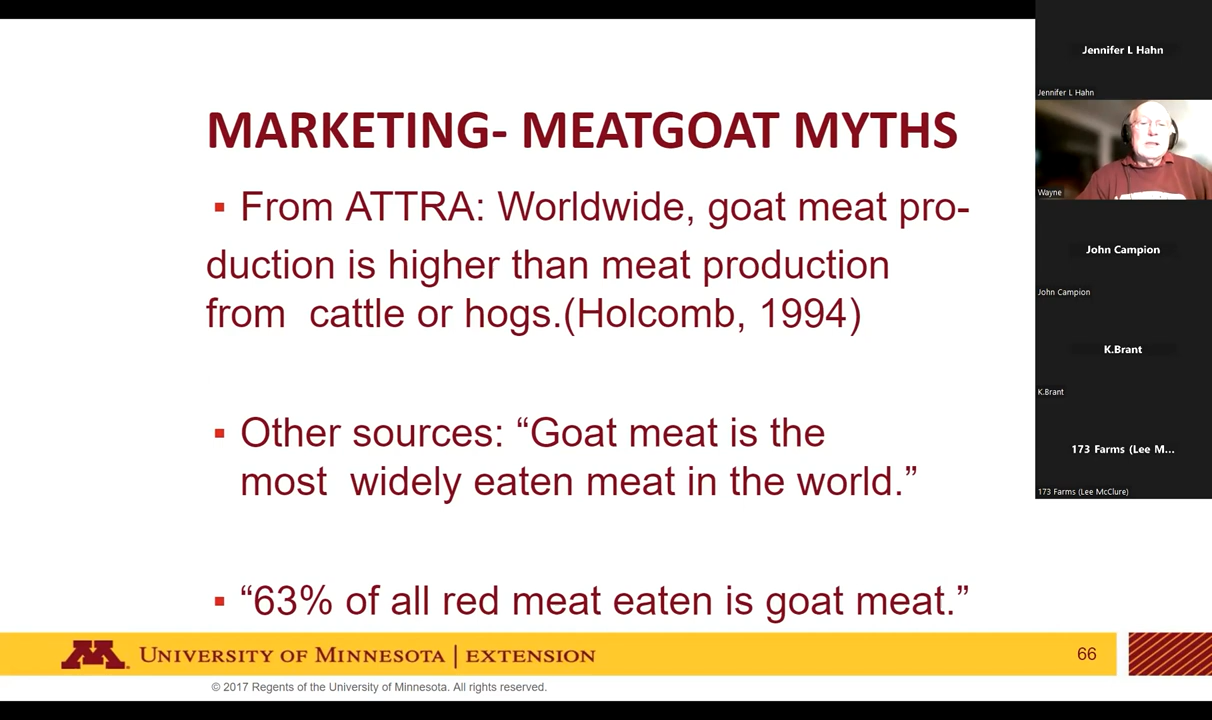 MARKETING- MEATGOAT MYTHS
▪ From ATTRA: Worldwide, goat meat pro-
duction is higher than meat production
from  cattle or hogs.(Holcomb, 1994)
▪ Other sources: “Goat meat is the
most  widely eaten meat in the world.”
▪ “63% of all red meat eaten is goat meat.”
M UNIVERSITY OF MINNESOTA | EXTENSION
66
© 2017 Regents of the University of Minnesota. All rights reserved.
Jennifer L Hahn
Jennifer L Hahn
Wayne
John Campion
John Campion
K.Brant
K.Brant
173 Farms (Lee M...
173 Farms (Lee McClure)